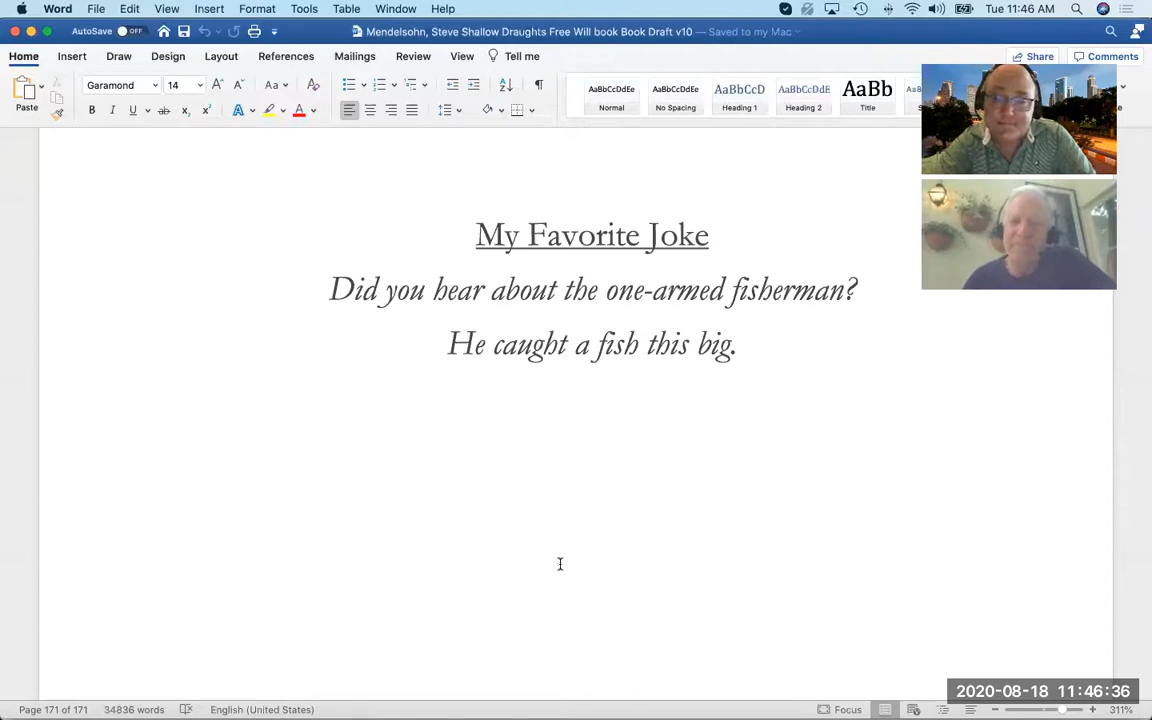 Word File Edit View Insert Format Tools Table Window Help Tue 11:46 AM
AutoSave OFF Mendelsohn, Steve Shallow Draughts Free Will book Book Draft v10 — Saved to my Mac
Home Insert Draw Design Layout References Mailings Review View Tell me Share Comments
Paste Garamond 14 Aa
B I U ab x₂ x² A A
AaBbCcDdEe AaBbCcDdEe AaBbCcD AaBbCcDdE AaBb
Normal No Spacing Heading 1 Heading 2 Title
My Favorite Joke
Did you hear about the one-armed fisherman?
He caught a fish this big.
2020-08-18 11:46:36
Page 171 of 171 34836 words English (United States) Focus 311%